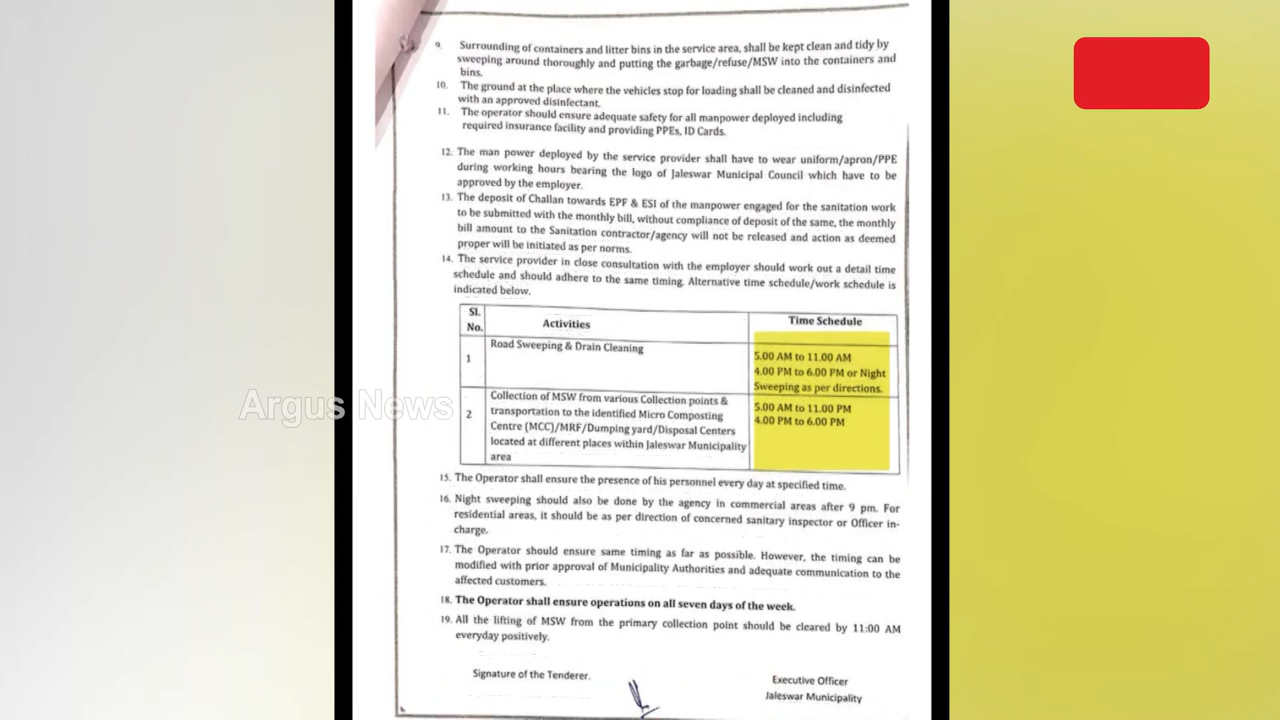 9. Surrounding of containers and litter bins in the service area, shall be kept clean and tidy by
sweeping around thoroughly and putting the garbage/refuse/MSW into the containers and
bins.
10. The ground at the place where the vehicles stop for loading shall be cleaned and disinfected
with an approved disinfectant.
11. The operator should ensure adequate safety for all manpower deployed including
required insurance facility and providing PPEs, ID Cards.
12. The man power deployed by the service provider shall have to wear uniform/apron/PPE
during working hours bearing the logo of Jaleswar Municipal Council which have to be
approved by the employer.
13. The deposit of Challan towards EPF & ESI of the manpower engaged for the sanitation work
to be submitted with the monthly bill, without compliance of deposit of the same, the monthly
bill amount to the Sanitation contractor/agency will not be released and action as deemed
proper will be initiated as per norms.
14. The service provider in close consultation with the employer should work out a detail time
schedule and should adhere to the same timing. Alternative time schedule/work schedule is
indicated below.
Sl.
No.
Activities
Time Schedule
1
Road Sweeping & Drain Cleaning
5.00 AM to 11.00 AM
4.00 PM to 6.00 PM or Night
Sweeping as per directions.
2
Collection of MSW from various Collection points &
transportation to the identified Micro Composting
Centre (MCC)/MRF/Dumping yard/Disposal Centers
located at different places within Jaleswar Municipality
area
5.00 AM to 11.00 PM
4.00 PM to 6.00 PM
Argus News
15. The Operator shall ensure the presence of his personnel every day at specified time.
16. Night sweeping should also be done by the agency in commercial areas after 9 pm. For
residential areas, it should be as per direction of concerned sanitary inspector or Officer in-
charge.
17. The Operator should ensure same timing as far as possible. However, the timing can be
modified with prior approval of Municipality Authorities and adequate communication to the
affected customers.
18. The Operator shall ensure operations on all seven days of the week.
19. All the lifting of MSW from the primary collection point should be cleared by 11:00 AM
everyday positively.
Signature of the Tenderer.
Executive Officer
Jaleswar Municipality